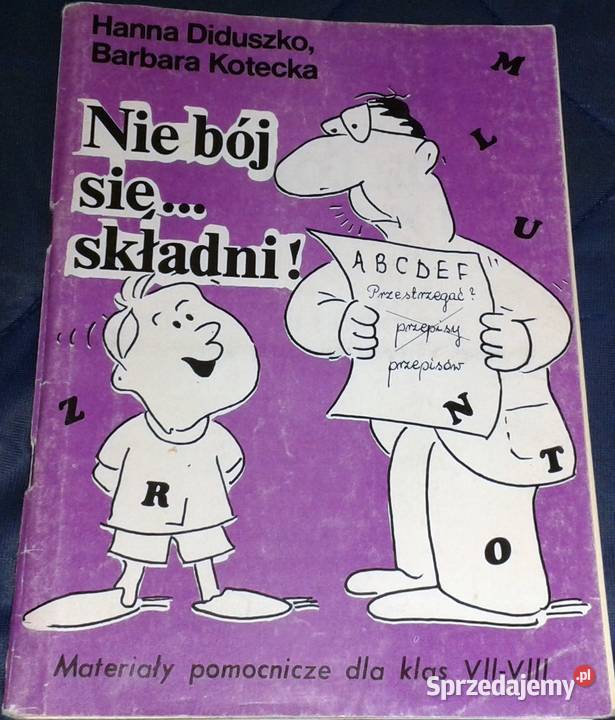 Hanna Diduszko,
Barbara Kotecka
Nie bój
się...
składni!
M
L
U
A B C D E F
Przestrzegać?
przepisy
przepisów
Z
N
R
T
O
Materiały pomocnicze dla klas VII-VIII
Sprzedajemy.pl